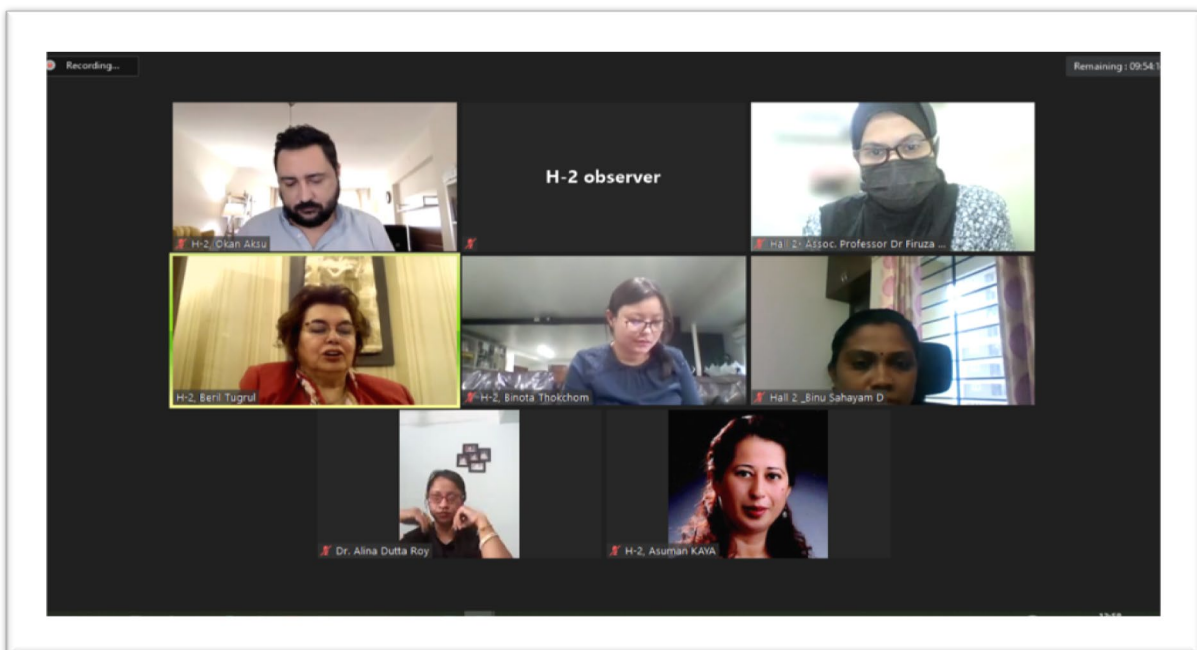 Recording...
Remaining : 09:54:1
H-2 observer
H-2, Okan Aksu
Hall 2- Assoc. Professor Dr Firuza ...
H-2, Beril Tugrul
H-2, Binota Thokchom
Hall 2 _Binu Sahayam D
Dr. Alina Dutta Roy
H-2, Asuman KAYA